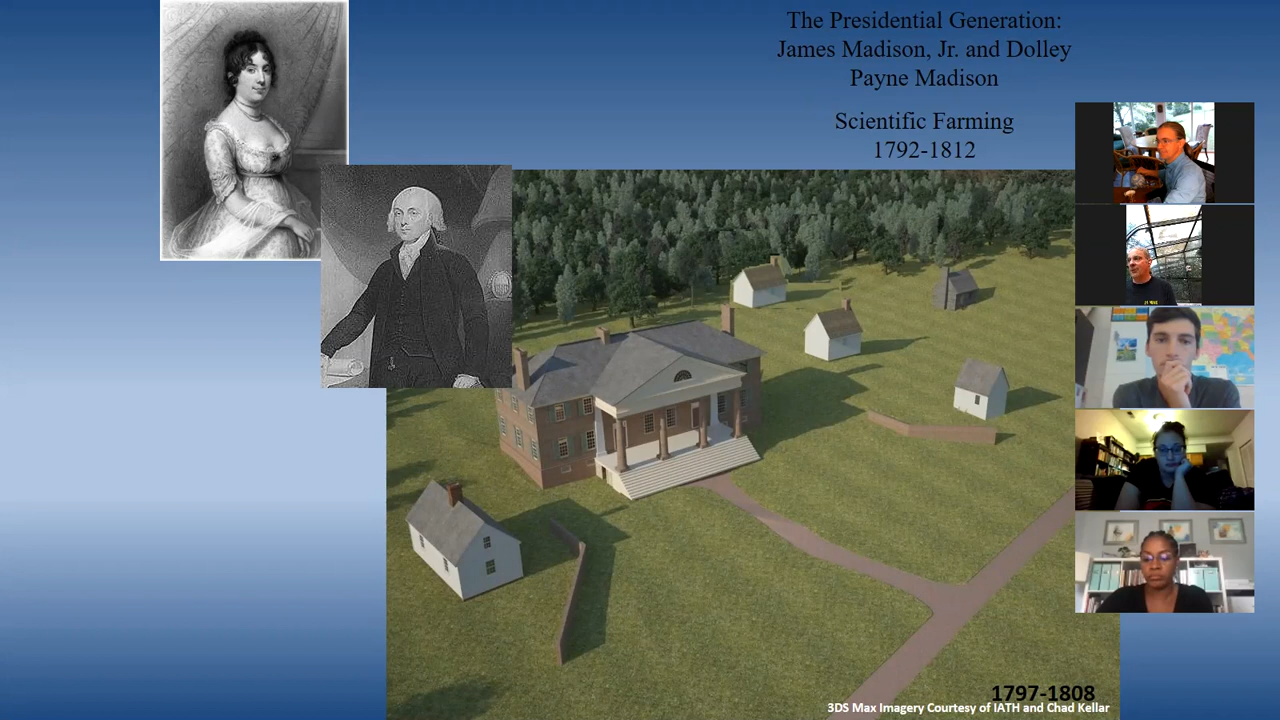 The Presidential Generation:
James Madison, Jr. and Dolley
Payne Madison
Scientific Farming
1792-1812
1797-1808
3DS Max Imagery Courtesy of IATH and Chad Kellar